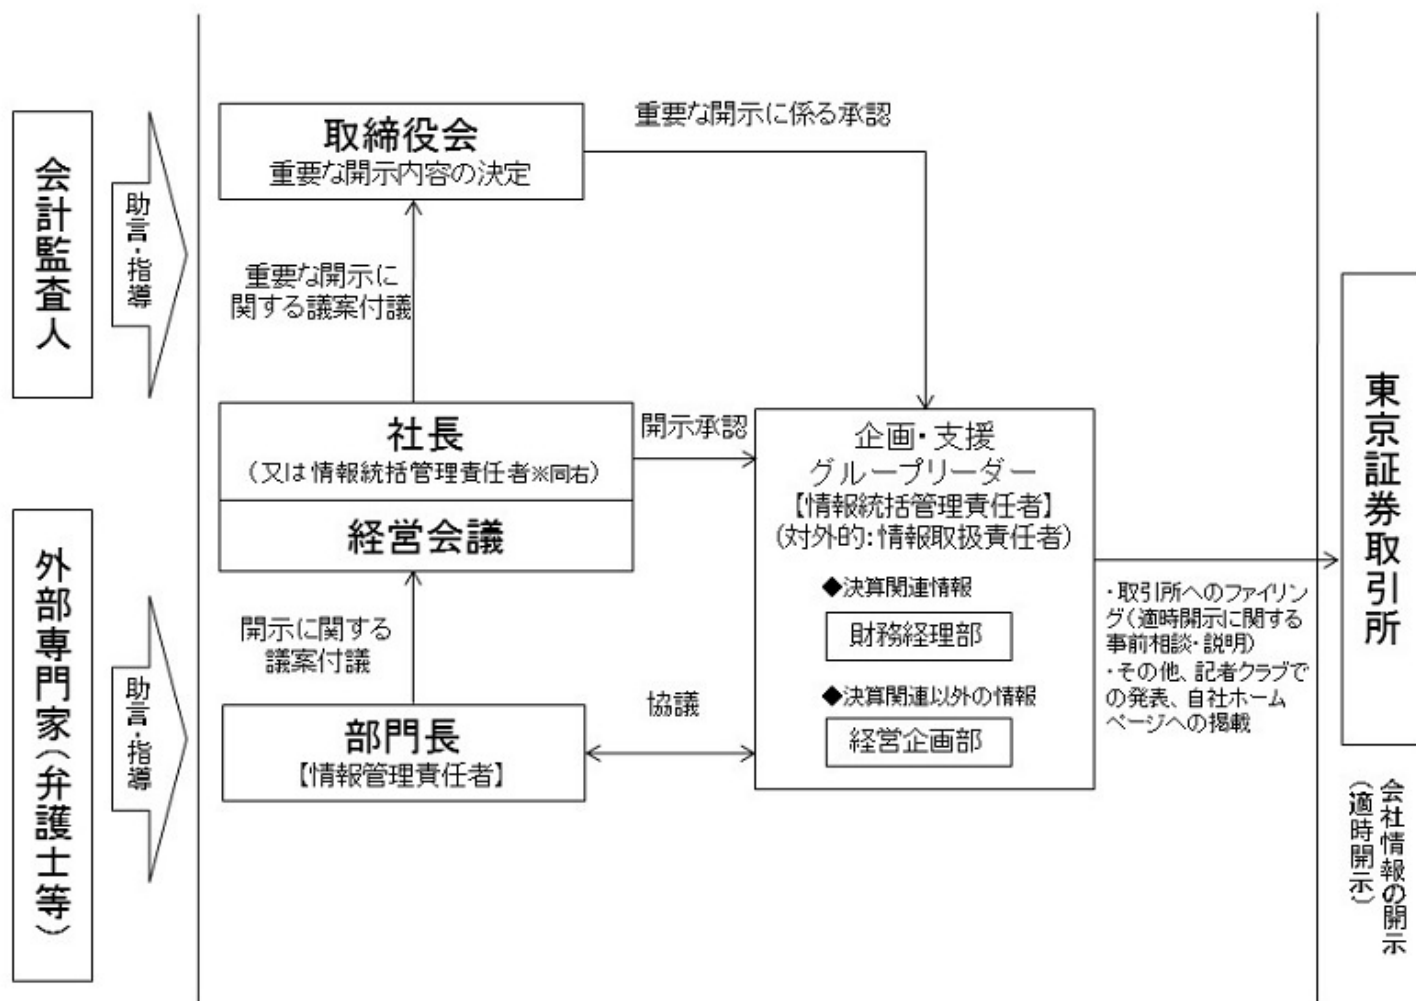 会計監査人
助言・指導
外部専門家(弁護士等)
助言・指導
取締役会
重要な開示内容の決定
重要な開示に係る承認
重要な開示に
関する議案付議
社長
(又は情報統括管理責任者※同右)
経営会議
開示承認
開示に関する
議案付議
部門長
【情報管理責任者】
協議
企画・支援
グループリーダー
【情報統括管理責任者】
(対外的:情報取扱責任者)
◆決算関連情報
財務経理部
◆決算関連以外の情報
経営企画部
・取引所へのファイリン
グ(適時開示に関する
事前相談・説明)
・その他、記者クラブで
の発表、自社ホーム
ページへの掲載
東京証券取引所
会社情報の開示
(適時開示)